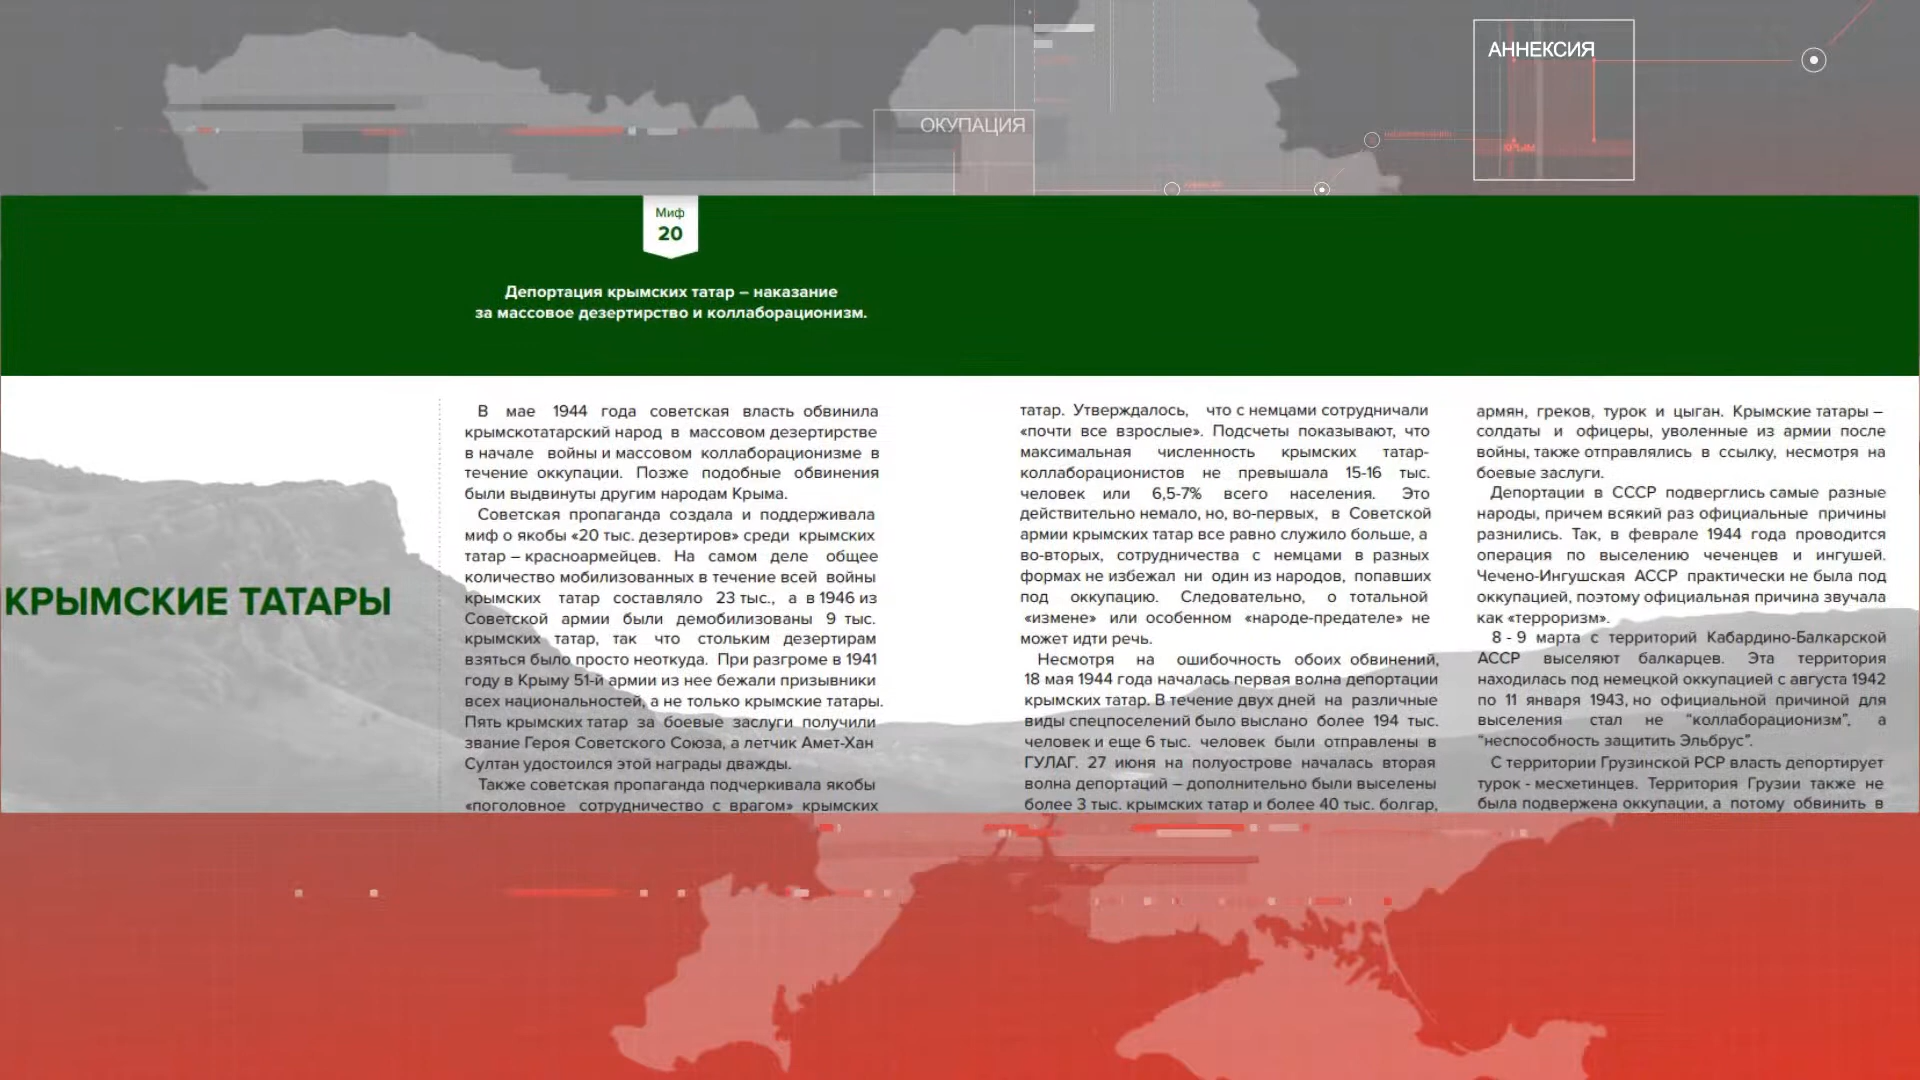 АННЕКСИЯ
ОКУПАЦИЯ
КРЫМ
Миф
20
Депортация крымских татар – наказание
за массовое дезертирство и коллаборационизм.
КРЫМСКИЕ ТАТАРЫ
В мае 1944 года советская власть обвинила
крымскотатарский народ в массовом дезертирстве
в начале войны и массовом коллаборационизме в
течение оккупации. Позже подобные обвинения
были выдвинуты другим народам Крыма.
Советская пропаганда создала и поддерживала
миф о якобы «20 тыс. дезертиров» среди крымских
татар – красноармейцев. На самом деле общее
количество мобилизованных в течение всей войны
крымских татар составляло 23 тыс., а в 1946 из
Советской армии были демобилизованы 9 тыс.
крымских татар, так что стольким дезертирам
взяться было просто неоткуда. При разгроме в 1941
году в Крыму 51-й армии из нее бежали призывники
всех национальностей, а не только крымские татары.
Пять крымских татар за боевые заслуги получили
звание Героя Советского Союза, а летчик Амет-Хан
Султан удостоился этой награды дважды.
Также советская пропаганда подчеркивала якобы
«поголовное сотрудничество с врагом» крымских
татар. Утверждалось, что с немцами сотрудничали
«почти все взрослые». Подсчеты показывают, что
максимальная численность крымских татар-
коллаборационистов не превышала 15-16 тыс.
человек или 6,5-7% всего населения. Это
действительно немало, но, во-первых, в Советской
армии крымских татар все равно служило больше, а
во-вторых, сотрудничества с немцами в разных
формах не избежал ни один из народов, попавших
под оккупацию. Следовательно, о тотальной
«измене» или особенном «народе-предателе» не
может идти речь.
Несмотря на ошибочность обоих обвинений,
18 мая 1944 года началась первая волна депортации
крымских татар. В течение двух дней на различные
виды спецпоселений было выслано более 194 тыс.
человек и еще 6 тыс. человек были отправлены в
ГУЛАГ. 27 июня на полуострове началась вторая
волна депортаций – дополнительно были выселены
более 3 тыс. крымских татар и более 40 тыс. болгар,
армян, греков, турок и цыган. Крымские татары –
солдаты и офицеры, уволенные из армии после
войны, также отправлялись в ссылку, несмотря на
боевые заслуги.
Депортации в СССР подверглись самые разные
народы, причем всякий раз официальные причины
разнились. Так, в феврале 1944 года проводится
операция по выселению чеченцев и ингушей.
Чечено-Ингушская АССР практически не была под
оккупацией, поэтому официальная причина звучала
как «терроризм».
8 - 9 марта с территорий Кабардино-Балкарской
АССР выселяют балкарцев. Эта территория
находилась под немецкой оккупацией с августа 1942
по 11 января 1943, но официальной причиной для
выселения стал не "коллаборационизм", а
"неспособность защитить Эльбрус".
С территории Грузинской РСР власть депортирует
турок - месхетинцев. Территория Грузии также не
была подвержена оккупации, а потому обвинить в